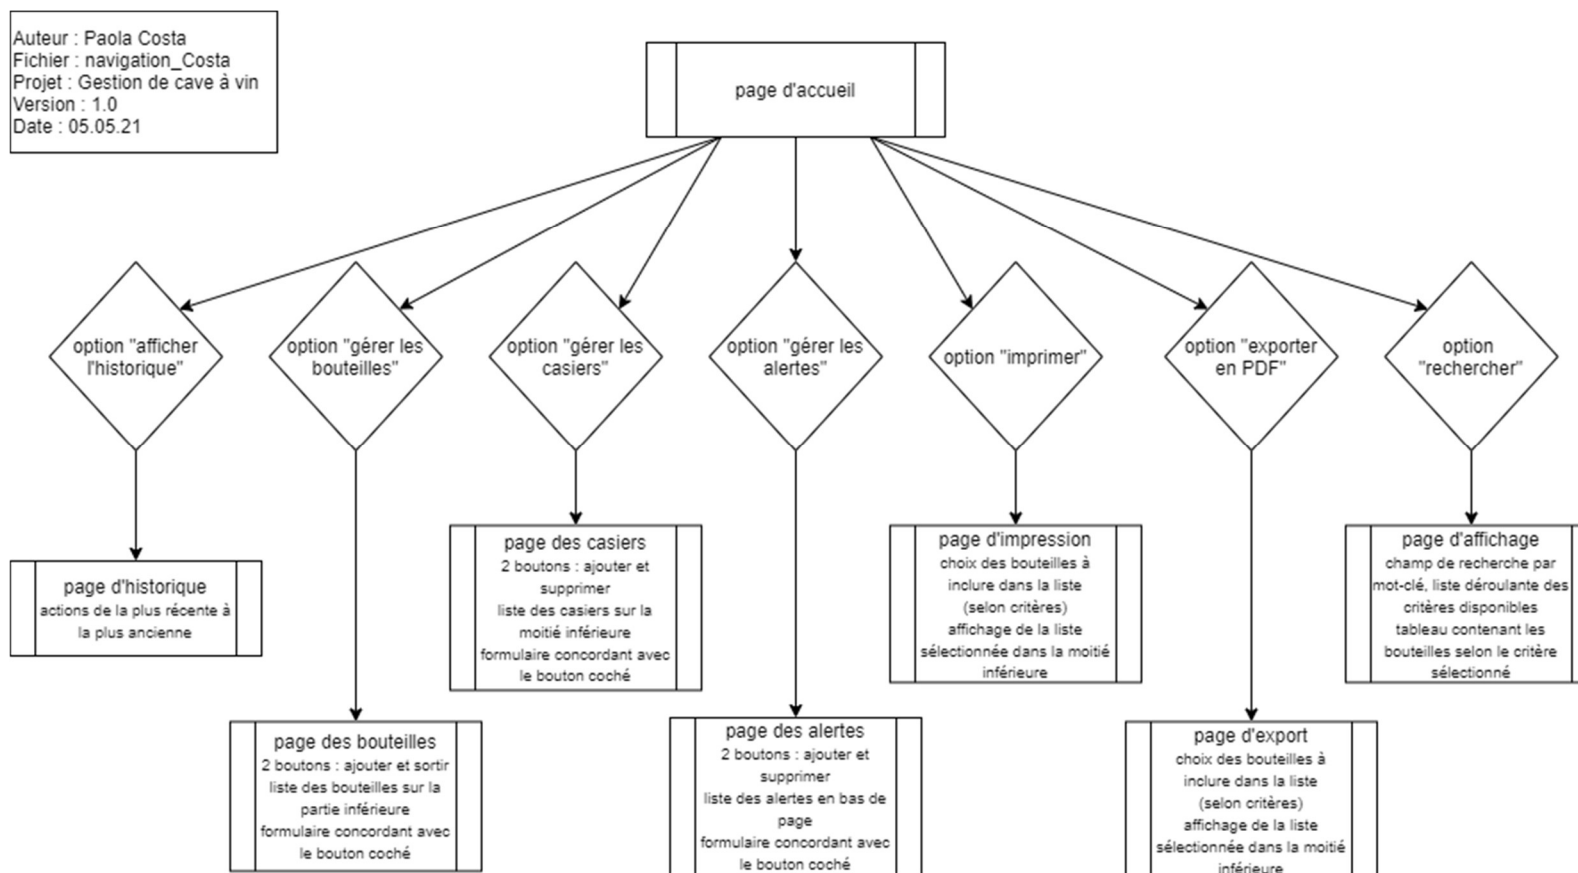 Auteur : Paola Costa
Fichier : navigation_Costa
Projet : Gestion de cave à vin
Version : 1.0
Date : 05.05.21
page d'accueil
option "afficher
l'historique"
option "gérer les
bouteilles"
option "gérer les
casiers"
option "gérer les
alertes"
option "imprimer"
option "exporter
en PDF"
option
"rechercher"
page d'historique
actions de la plus récente à
la plus ancienne
page des casiers
2 boutons : ajouter et
supprimer
liste des casiers sur la
moitié inférieure
formulaire concordant avec
le bouton coché
page d'impression
choix des bouteilles à
inclure dans la liste
(selon critères)
affichage de la liste
sélectionnée dans la moitié
inférieure
page d'affichage
champ de recherche par
mot-clé, liste déroulante des
critères disponibles
tableau contenant les
bouteilles selon le critère
sélectionné
page des bouteilles
2 boutons : ajouter et sortir
liste des bouteilles sur la
partie inférieure
formulaire concordant avec
le bouton coché
page des alertes
2 boutons : ajouter et
supprimer
liste des alertes en bas de
page
formulaire concordant avec
le bouton coché
page d'export
choix des bouteilles à
inclure dans la liste
(selon critères)
affichage de la liste
sélectionnée dans la moitié
inférieure